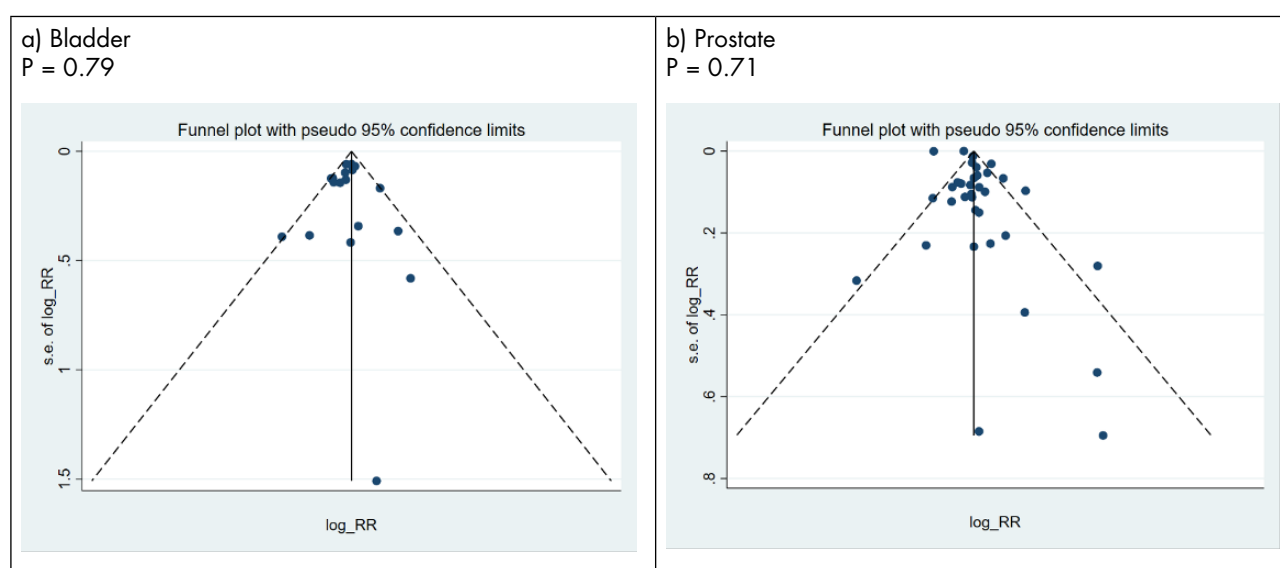 a) Bladder
P = 0.79
Funnel plot with pseudo 95% confidence limits
0
.5
1
1.5
s.e. of log_RR
log_RR
b) Prostate
P = 0.71
Funnel plot with pseudo 95% confidence limits
0
.2
.4
.6
.8
s.e. of log_RR
log_RR